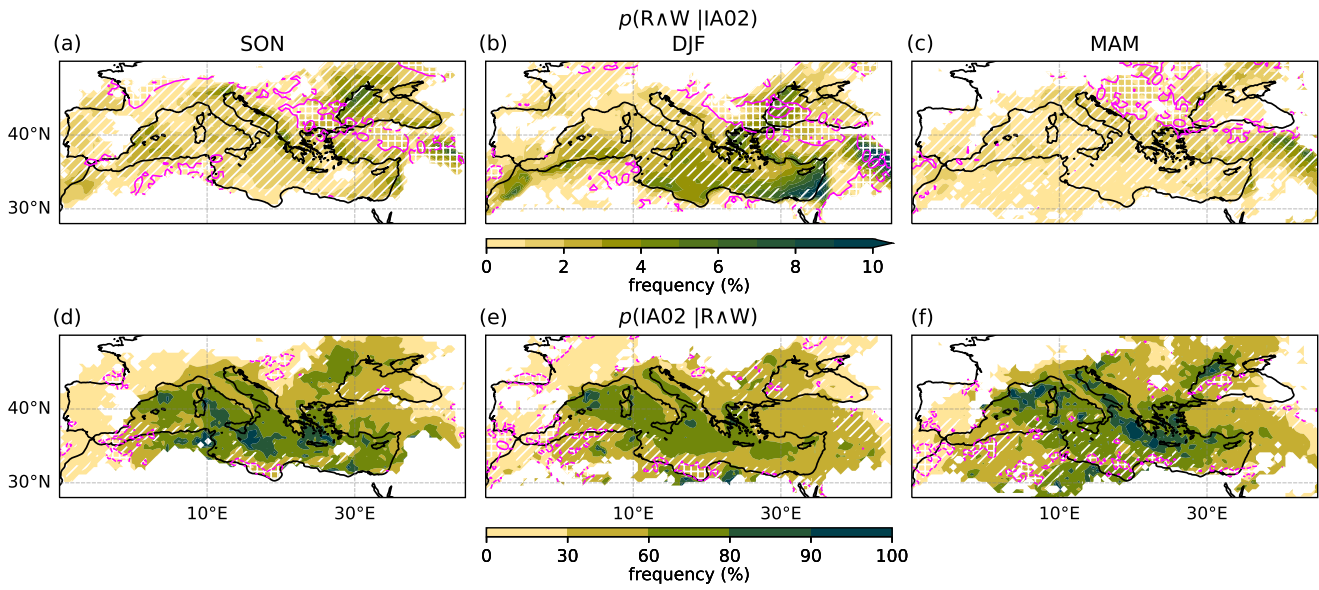 p(R∧W |IA02)
(a) SON (b) DJF (c) MAM
40°N
30°N
0 2 4 6 8 10
frequency (%)
p(IA02 |R∧W)
(d) (e) (f)
40°N
30°N
10°E 30°E 10°E 30°E 10°E 30°E
0 30 60 80 90 100
frequency (%)